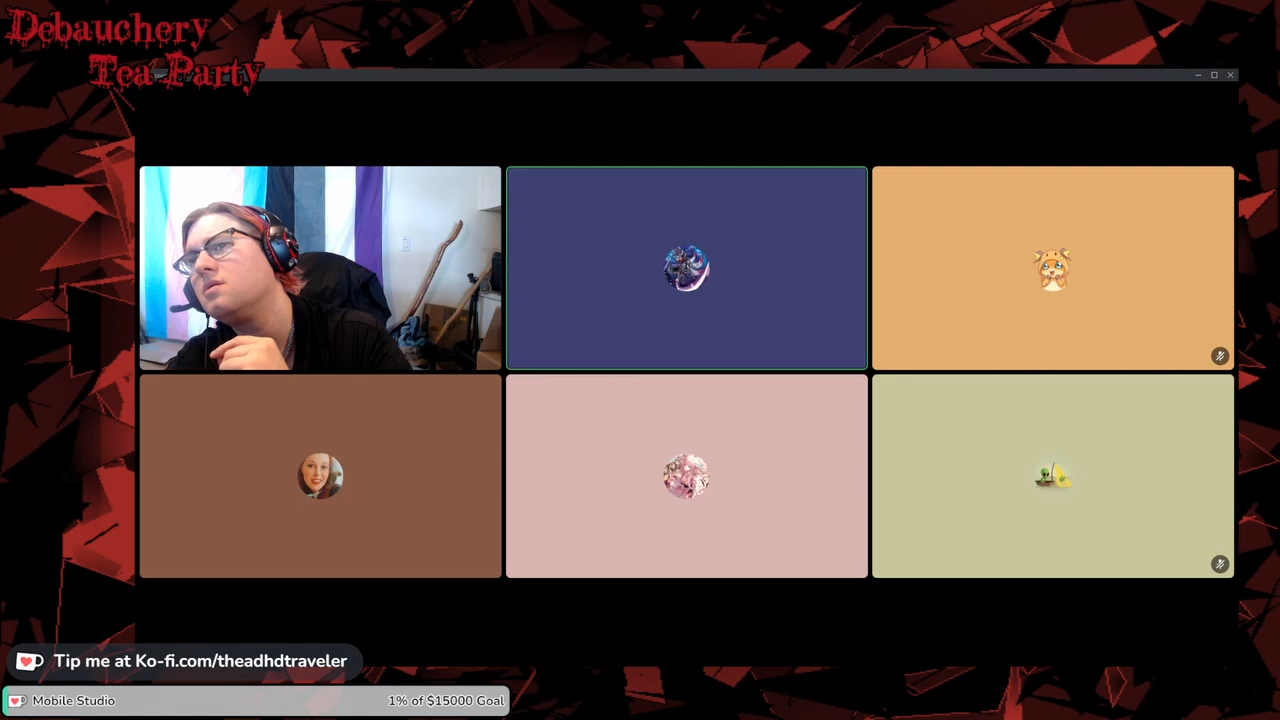 Debauchery
Tea Party
Tip me at Ko-fi.com/theadhdtraveler
Mobile Studio
1% of $15000 Goal